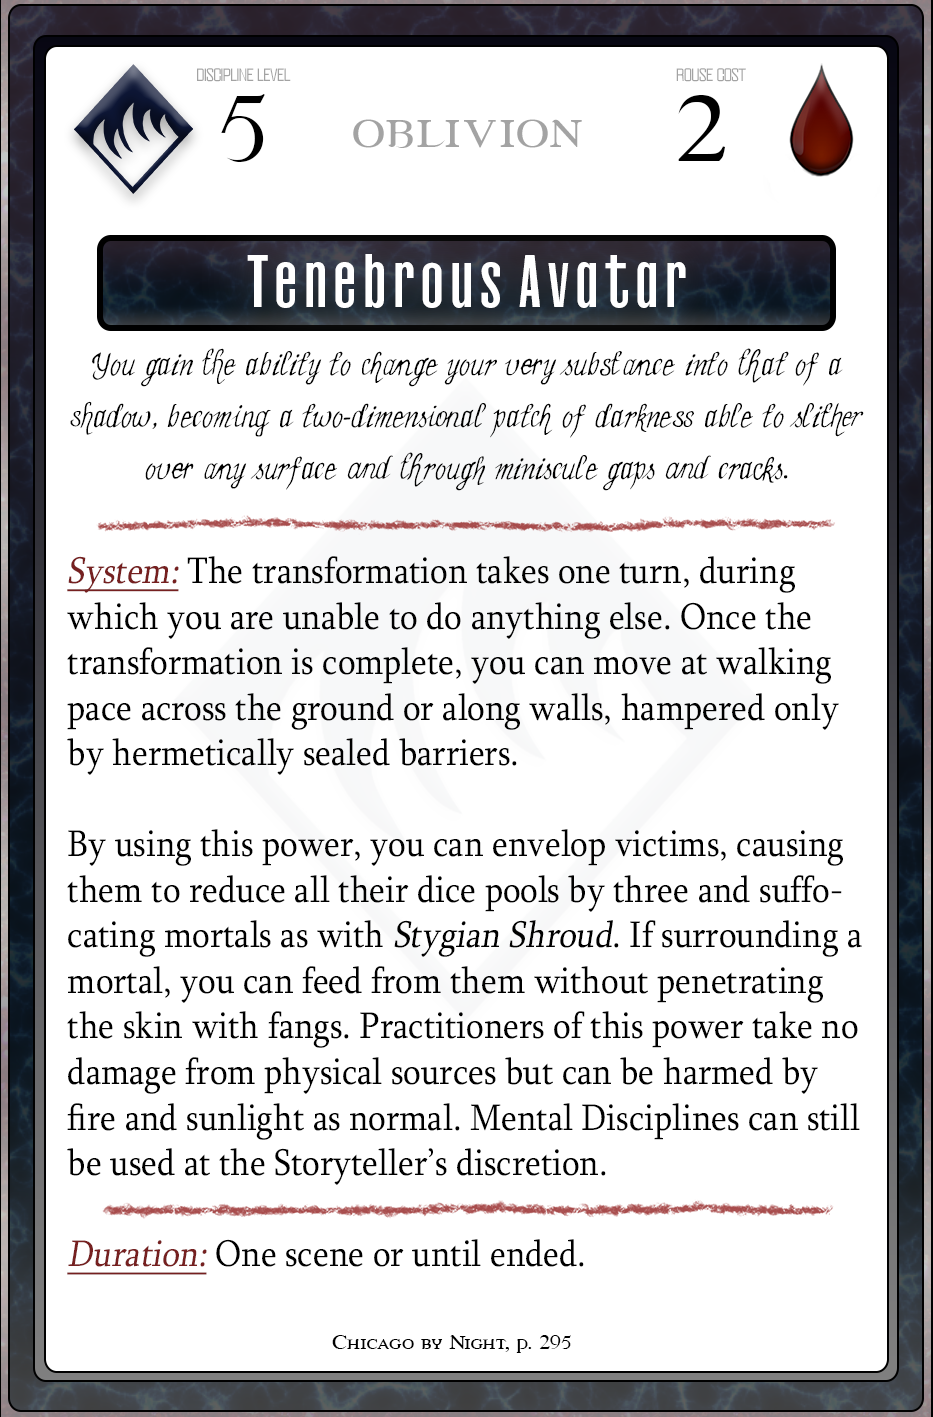 DISCIPLINE LEVEL
5
OBLIVION
ROUSE COST
2
Tenebrous Avatar
You gain the ability to change your very substance into that of a
shadow, becoming a two-dimensional patch of darkness able to slither
over any surface and through miniscule gaps and cracks.
System: The transformation takes one turn, during
which you are unable to do anything else. Once the
transformation is complete, you can move at walking
pace across the ground or along walls, hampered only
by hermetically sealed barriers.
By using this power, you can envelop victims, causing
them to reduce all their dice pools by three and suffo-
cating mortals as with Stygian Shroud. If surrounding a
mortal, you can feed from them without penetrating
the skin with fangs. Practitioners of this power take no
damage from physical sources but can be harmed by
fire and sunlight as normal. Mental Disciplines can still
be used at the Storyteller’s discretion.
Duration: One scene or until ended.
Chicago by Night, p. 295